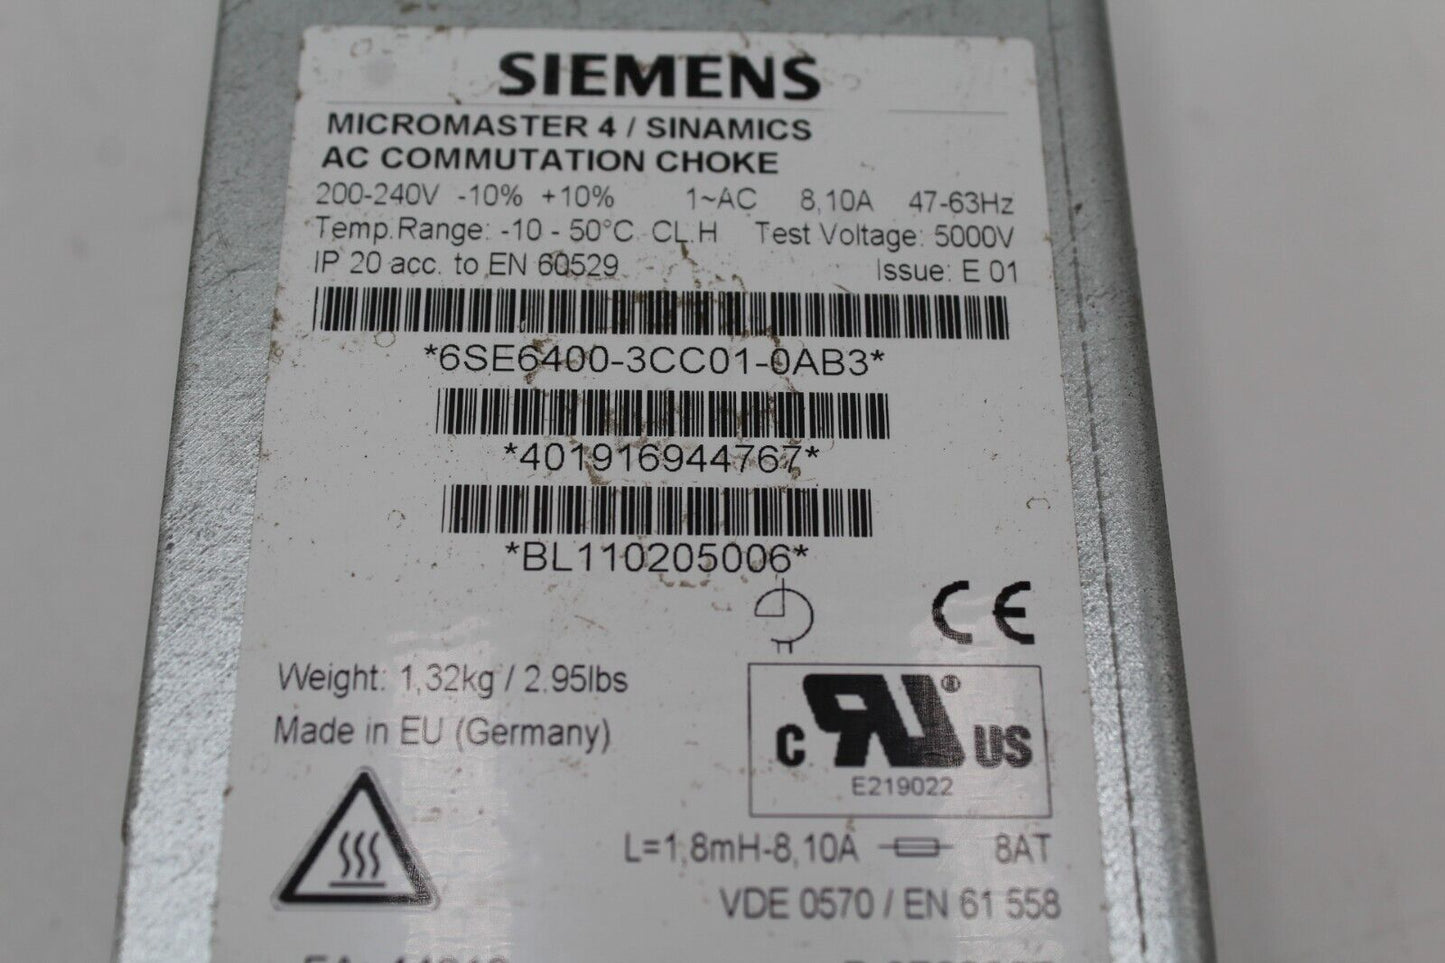 SIEMENS
MICROMASTER 4 / SINAMICS
AC COMMUTATION CHOKE
200-240V -10% +10% 1~AC 8,10A 47-63Hz
Temp.Range: -10 - 50°C CL.H Test Voltage: 5000V
IP 20 acc. to EN 60529 Issue: E 01
*6SE6400-3CC01-0AB3*
*401916944767*
*BL110205006*
CE
Weight: 1,32kg / 2.95lbs
Made in EU (Germany)
C RU® US
E219022
L=1,8mH-8,10A 8AT
VDE 0570 / EN 61 558